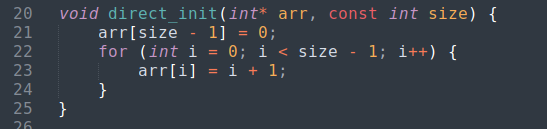 20 void direct_init(int* arr, const int size) {
21     arr[size - 1] = 0;
22     for (int i = 0; i < size - 1; i++) {
23         arr[i] = i + 1;
24     }
25 }
26